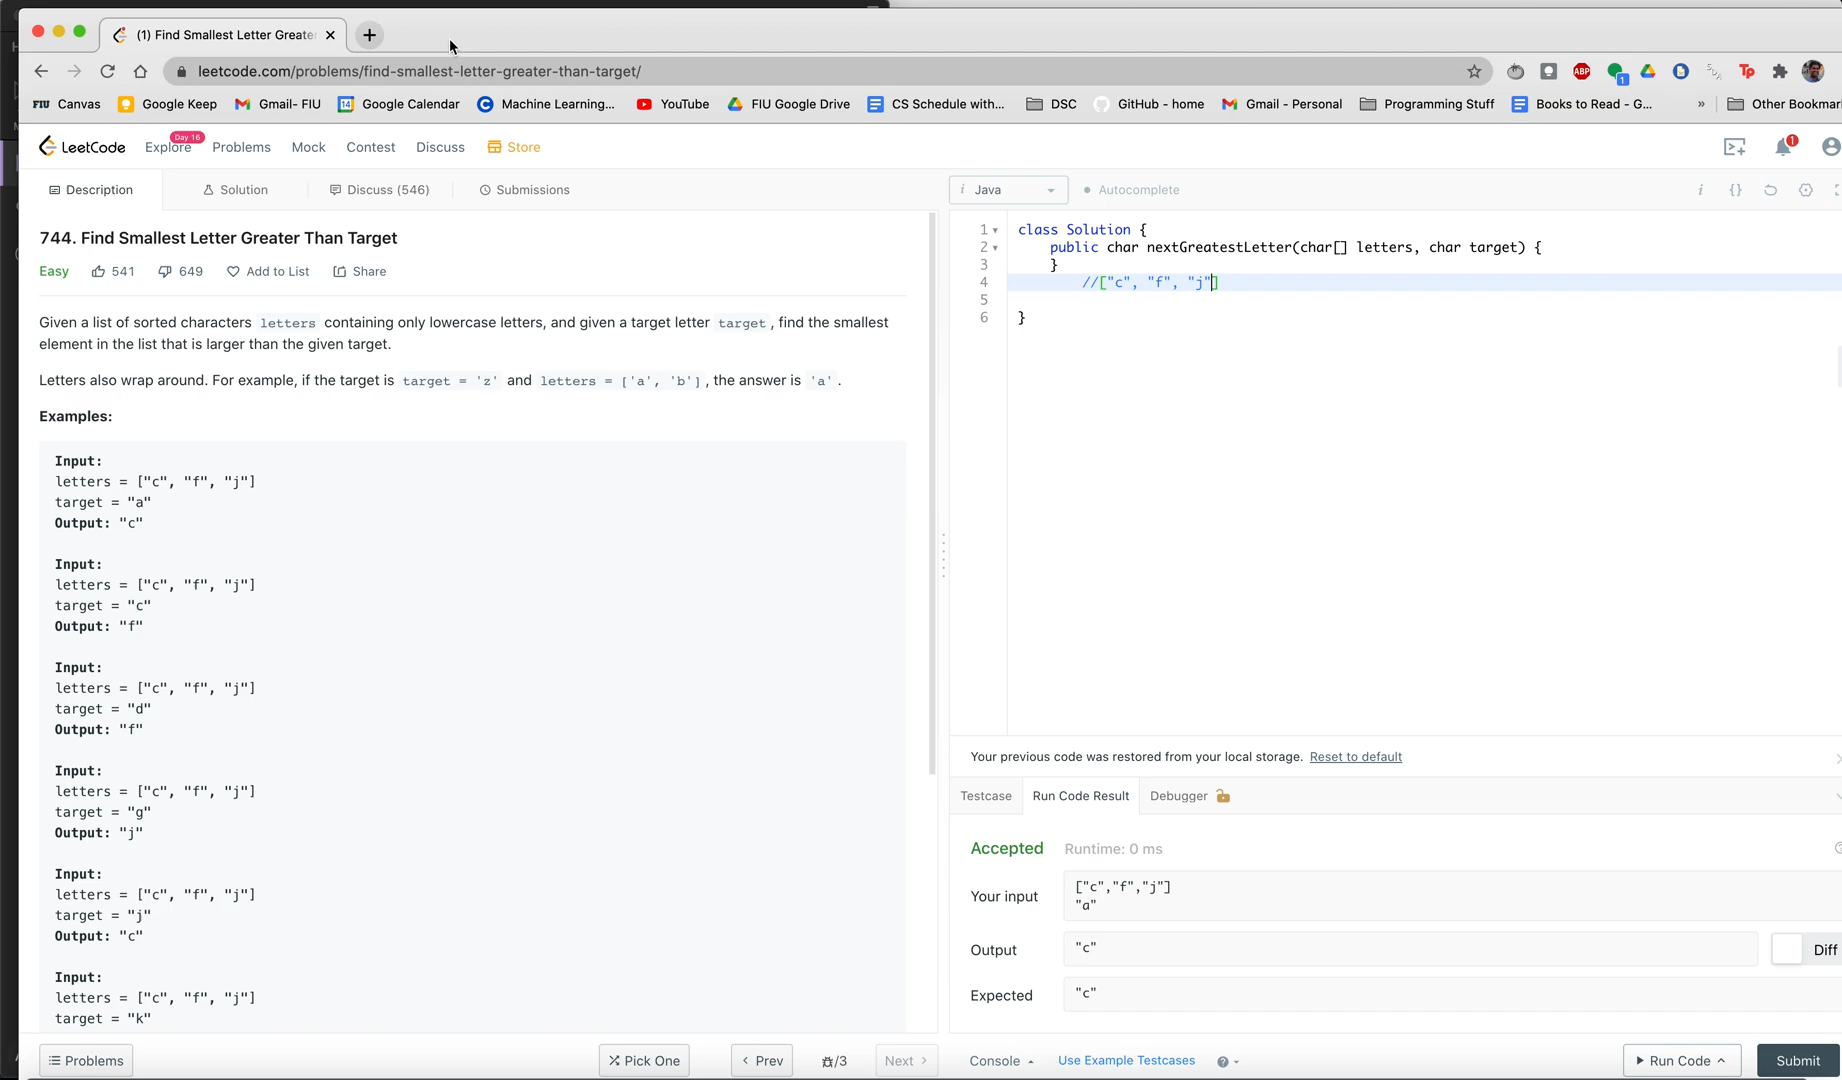 (1) Find Smallest Letter Greater
leetcode.com/problems/find-smallest-letter-greater-than-target/
ABP 1 Tp
FIU Canvas Google Keep Gmail- FIU 14 Google Calendar C Machine Learning... YouTube FIU Google Drive CS Schedule with... DSC GitHub - home Gmail - Personal Programming Stuff Books to Read - G... » Other Bookmar
LeetCode Explore Day 16 Problems Mock Contest Discuss Store 1
Description Solution Discuss (546) Submissions
744. Find Smallest Letter Greater Than Target
Easy 541 649 Add to List Share
Given a list of sorted characters letters containing only lowercase letters, and given a target letter target, find the smallest
element in the list that is larger than the given target.
Letters also wrap around. For example, if the target is target = 'z' and letters = ['a', 'b'], the answer is 'a'.
Examples:
Input:
letters = ["c", "f", "j"]
target = "a"
Output: "c"
Input:
letters = ["c", "f", "j"]
target = "c"
Output: "f"
Input:
letters = ["c", "f", "j"]
target = "d"
Output: "f"
Input:
letters = ["c", "f", "j"]
target = "g"
Output: "j"
Input:
letters = ["c", "f", "j"]
target = "j"
Output: "c"
Input:
letters = ["c", "f", "j"]
target = "k"
Problems Pick One < Prev /3 Next >
i Java Autocomplete i {}
1 class Solution {
2 public char nextGreatestLetter(char[] letters, char target) {
3 }
4 //["c", "f", "j"]
5
6 }
Your previous code was restored from your local storage. Reset to default
Testcase Run Code Result Debugger
Accepted Runtime: 0 ms
Your input ["c","f","j"]
"a"
Output "c" Diff
Expected "c"
Console Use Example Testcases ? Run Code Submit